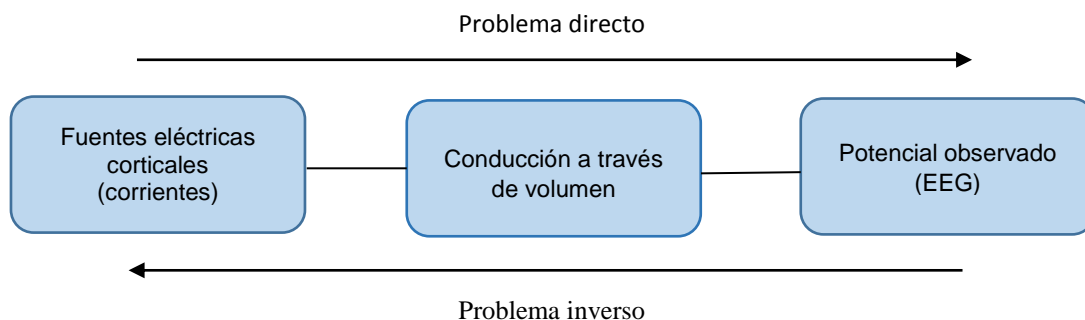 Problema directo
Fuentes eléctricas
corticales
(corrientes)
Conducción a través
de volumen
Potencial observado
(EEG)
Problema inverso